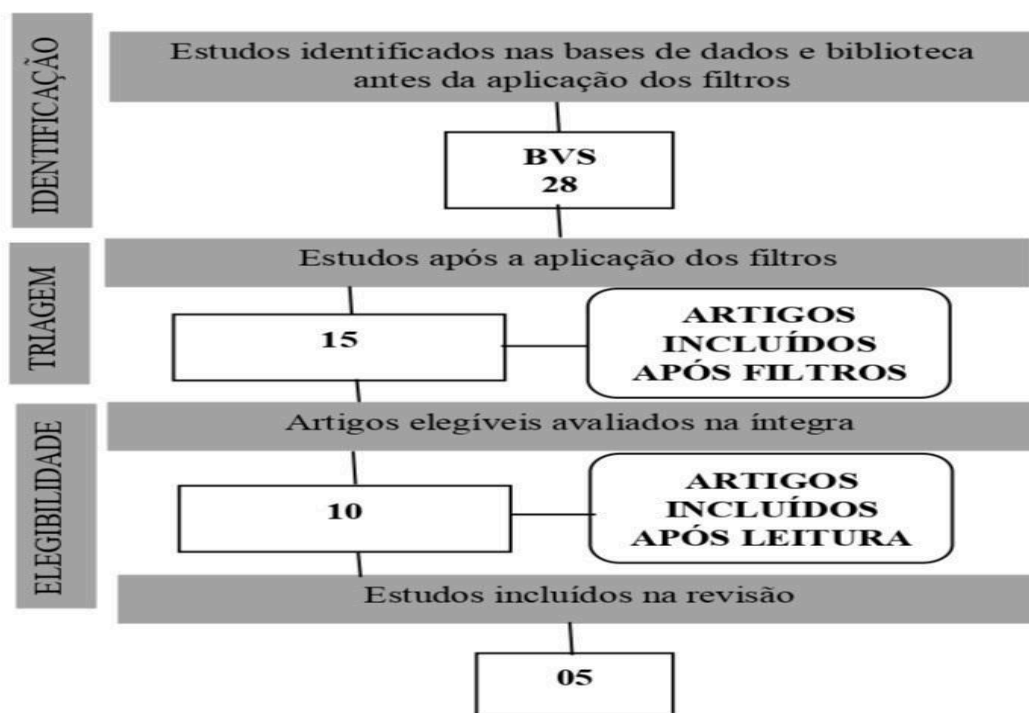 IDENTIFICAÇÃO
Estudos identificados nas bases de dados e biblioteca
antes da aplicação dos filtros
BVS
28
TRIAGEM
Estudos após a aplicação dos filtros
15
ARTIGOS
INCLUÍDOS
APÓS FILTROS
ELEGIBILIDADE
Artigos elegíveis avaliados na íntegra
10
ARTIGOS
INCLUÍDOS
APÓS LEITURA
Estudos incluídos na revisão
05